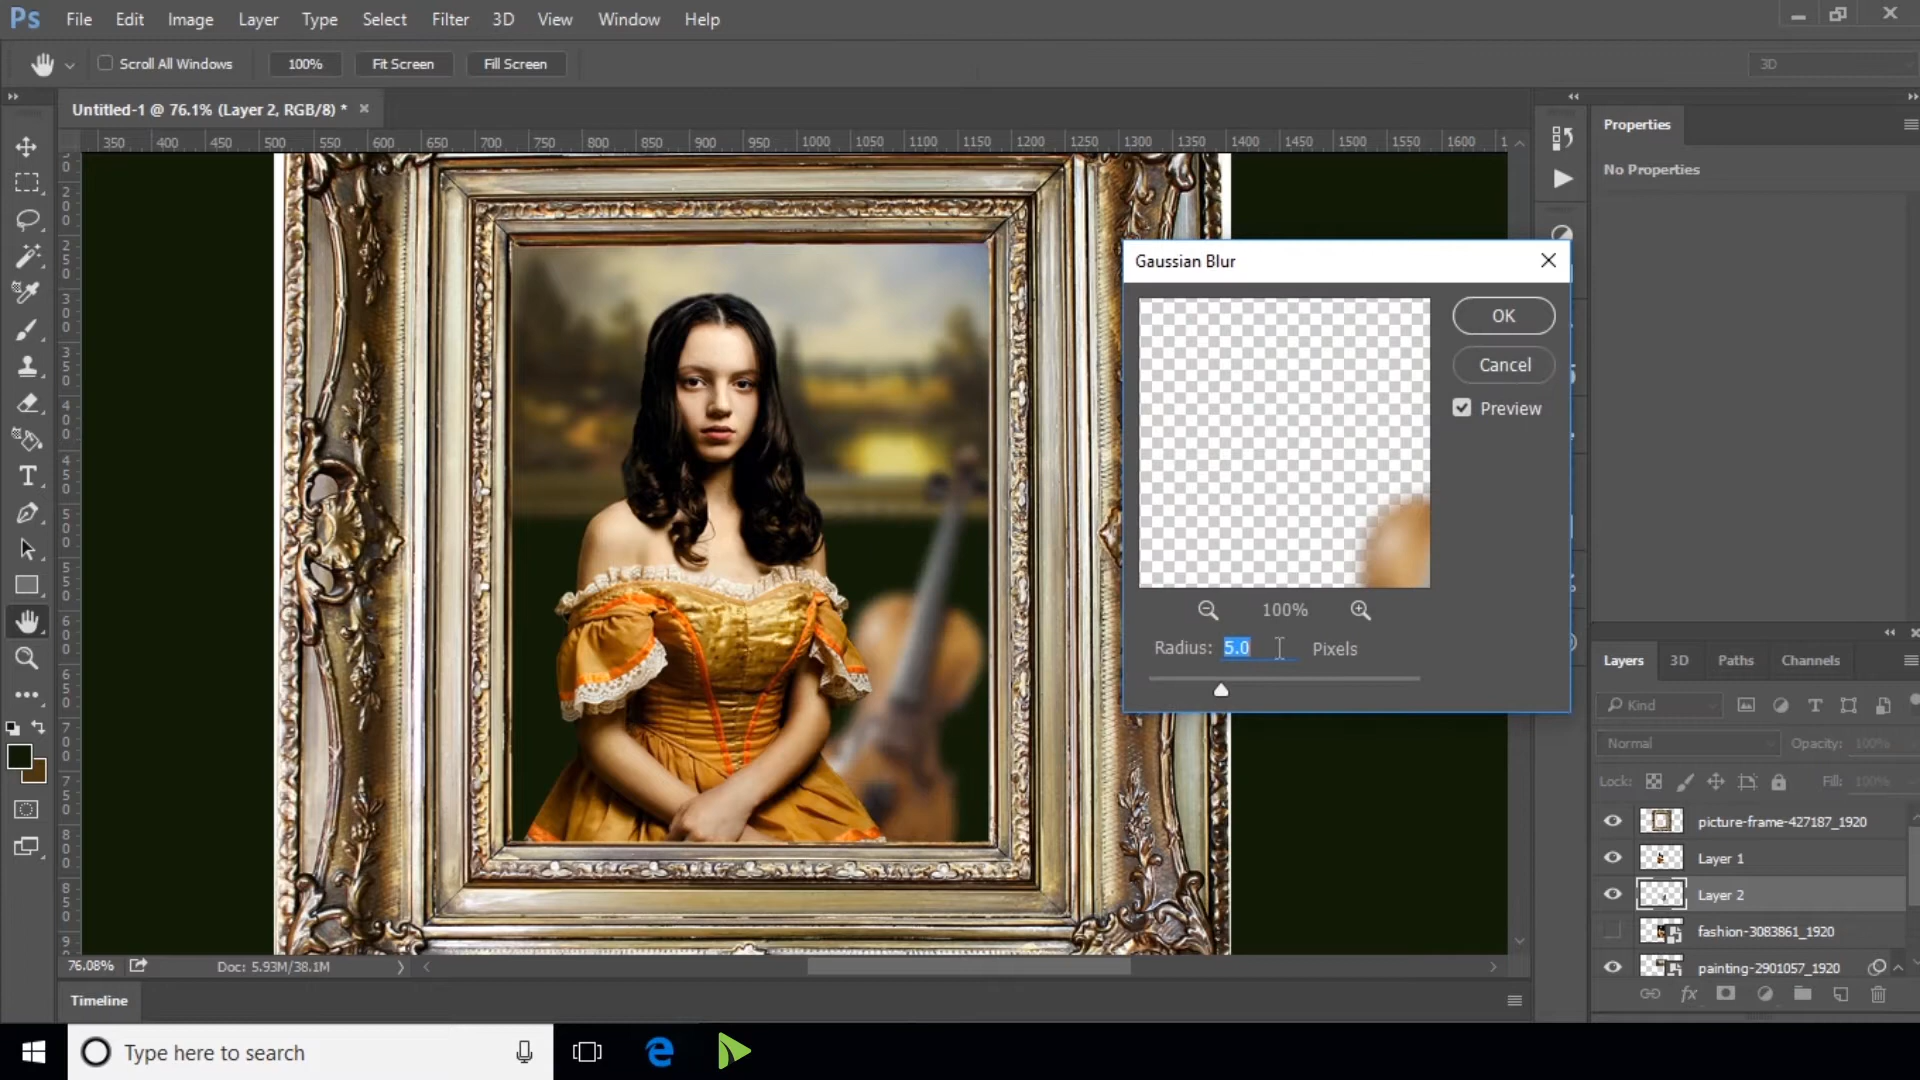 Ps File Edit Image Layer Type Select Filter 3D View Window Help
Scroll All Windows 100% Fit Screen Fill Screen 3D
Untitled-1 @ 76.1% (Layer 2, RGB/8) *
350 400 450 500 550 600 650 700 750 800 850 900 950 1000 1050 1100 1150 1200 1250 1300 1350 1400 1450 1500 1550 1600
Properties
No Properties
Gaussian Blur
OK
Cancel
Preview
100%
Radius: 5.0 Pixels
Layers 3D Paths Channels
Kind
Normal Opacity: 100%
Lock: Fill: 100%
picture-frame-427187_1920
Layer 1
Layer 2
fashion-3083861_1920
painting-2901057_1920
fx
76.08% Doc: 5.93M/38.1M
Timeline
Type here to search